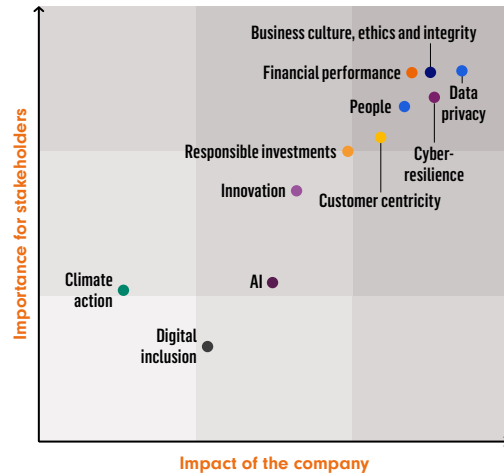 Business culture, ethics and integrity
Financial performance
Data
privacy
People
Cyber-
resilience
Responsible investments
Customer centricity
Innovation
Climate
action
AI
Digital
inclusion
Importance for stakeholders
Impact of the company